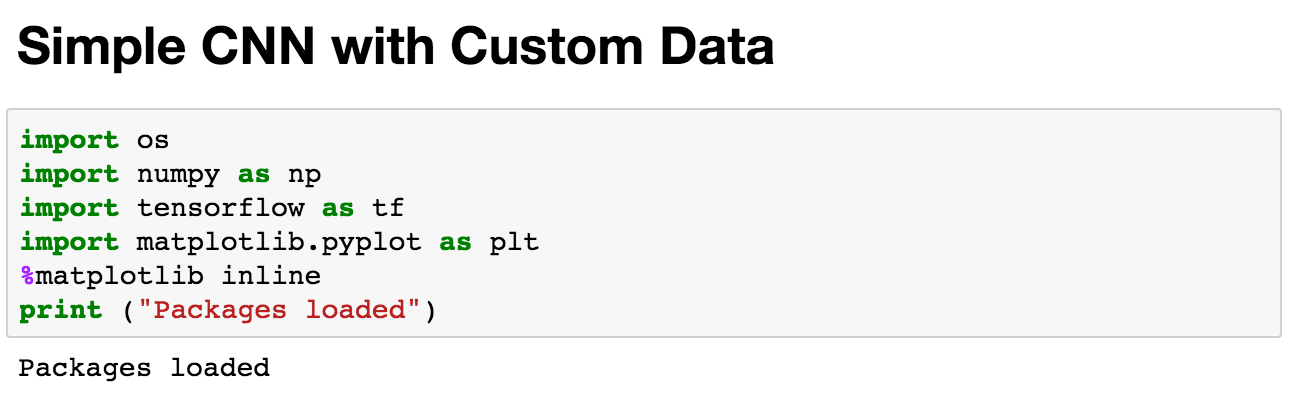 Simple CNN with Custom Data
import os
import numpy as np
import tensorflow as tf
import matplotlib.pyplot as plt
%matplotlib inline
print ("Packages loaded")
Packages loaded